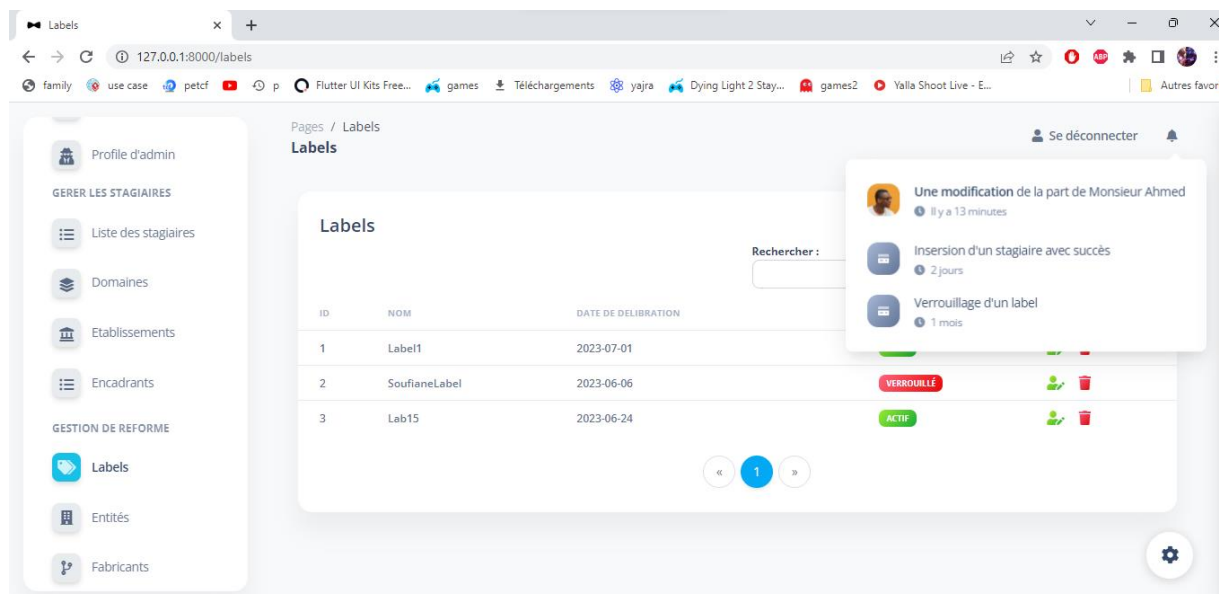 Labels
127.0.0.1:8000/labels
family use case petcf p Flutter UI Kits Free... games Téléchargements yajra Dying Light 2 Stay... games2 Yalla Shoot Live - E... Autres favor
ABP
Profile d'admin
GERER LES STAGIAIRES
Liste des stagiaires
Domaines
Etablissements
Encadrants
GESTION DE REFORME
Labels
Entités
Fabricants
Pages / Labels
Labels
Se déconnecter
Une modification de la part de Monsieur Ahmed
Il y a 13 minutes
Insersion d'un stagiaire avec succès
2 jours
Verrouillage d'un label
1 mois
Labels
Rechercher :
ID NOM DATE DE DELIBRATION
1 Label1 2023-07-01
2 SoufianeLabel 2023-06-06 VERROUILLÉ
3 Lab15 2023-06-24 ACTIF
« 1 »